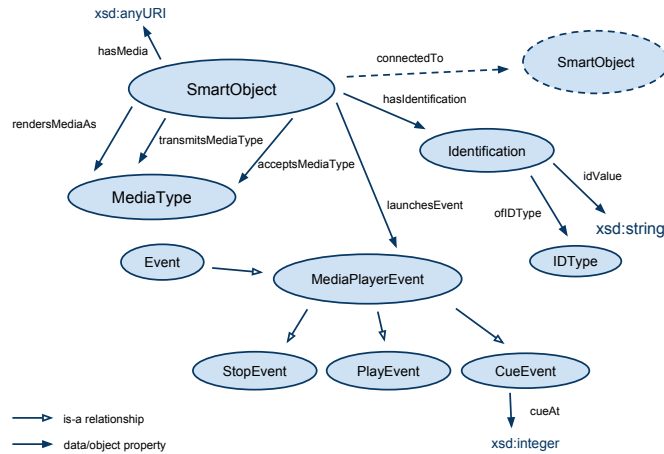 xsd:anyURI
hasMedia
connectedTo
SmartObject
SmartObject
hasIdentification
rendersMediaAs
transmitsMediaType
acceptsMediaType
Identification
MediaType
idValue
launchesEvent
ofIDType
xsd:string
Event
MediaPlayerEvent
IDType
StopEvent
PlayEvent
CueEvent
is-a relationship
cueAt
data/object property
xsd:integer